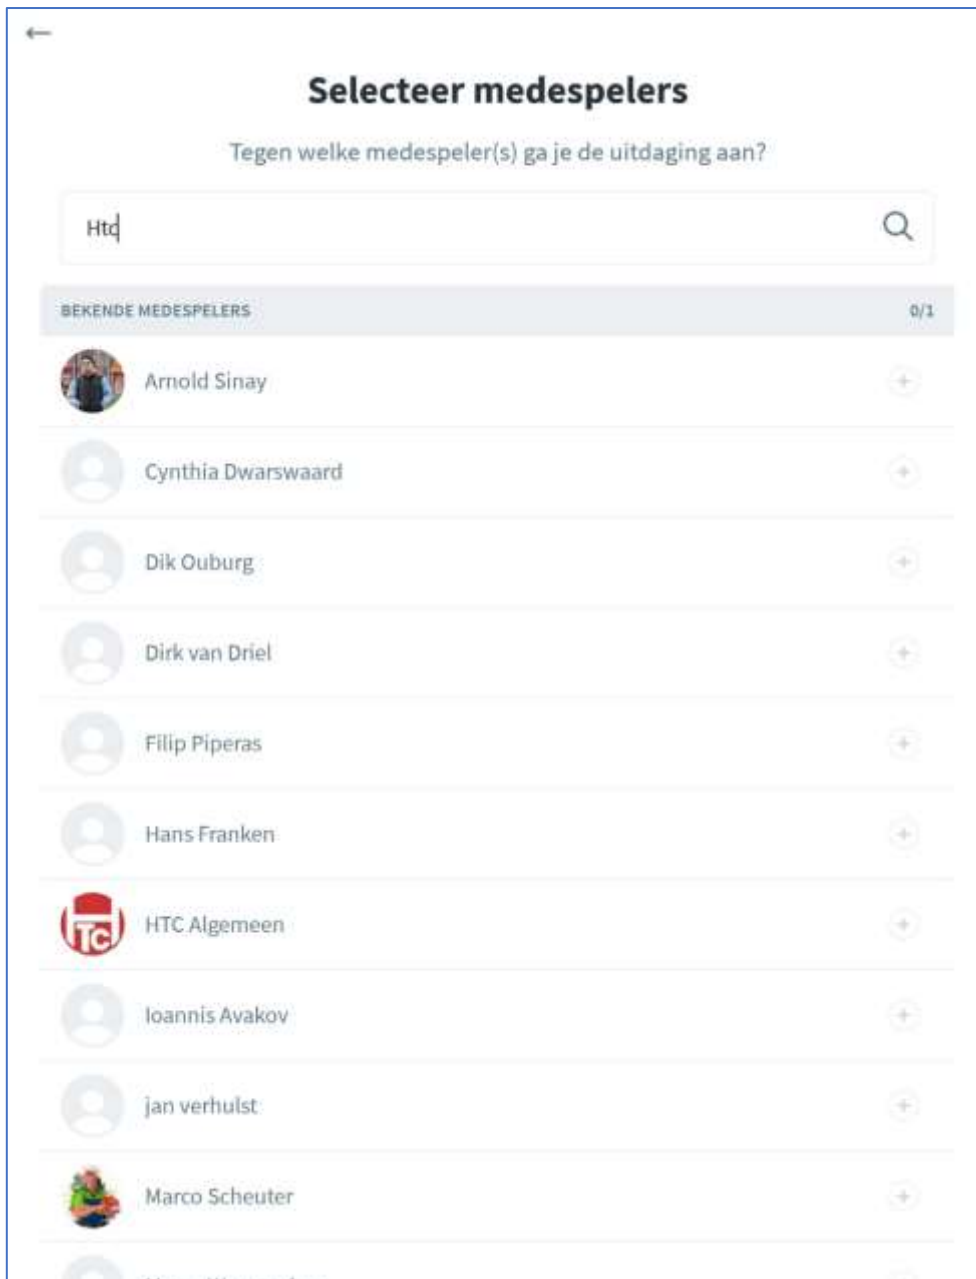 Selecteer medespelers
Tegen welke medespeler(s) ga je de uitdaging aan?
Htc
BEKENDE MEDESPELERS 0/1
Arnold Sinay
Cynthia Dwarswaard
Dik Ouburg
Dirk van Driel
Filip Piperas
Hans Franken
HTC Algemeen
Ioannis Avakov
jan verhulst
Marco Scheuter